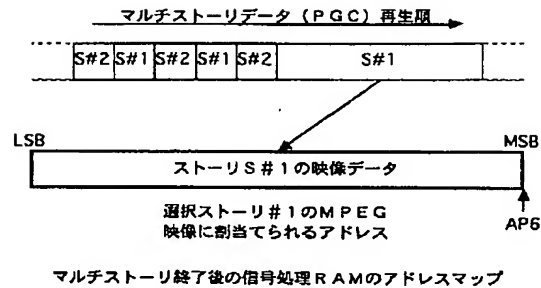 マルチストーリデータ（PGC）再生順
S#2 S#1 S#2 S#1 S#2 S#1
LSB MSB
ストーリS#1の映像データ
選択ストーリ#1のMPEG
映像に割当てられるアドレス
AP6
マルチストーリ終了後の信号処理RAMのアドレスマップ